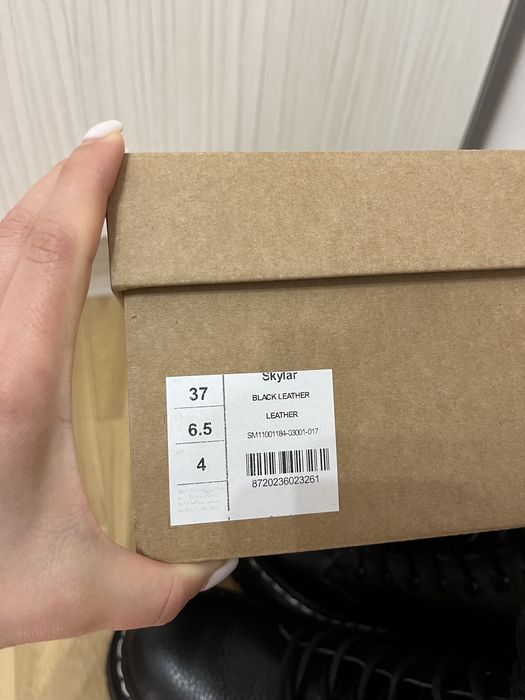 37
6.5
4
Skylar
BLACK LEATHER
LEATHER
SM11001184-03001-017
8720236023261